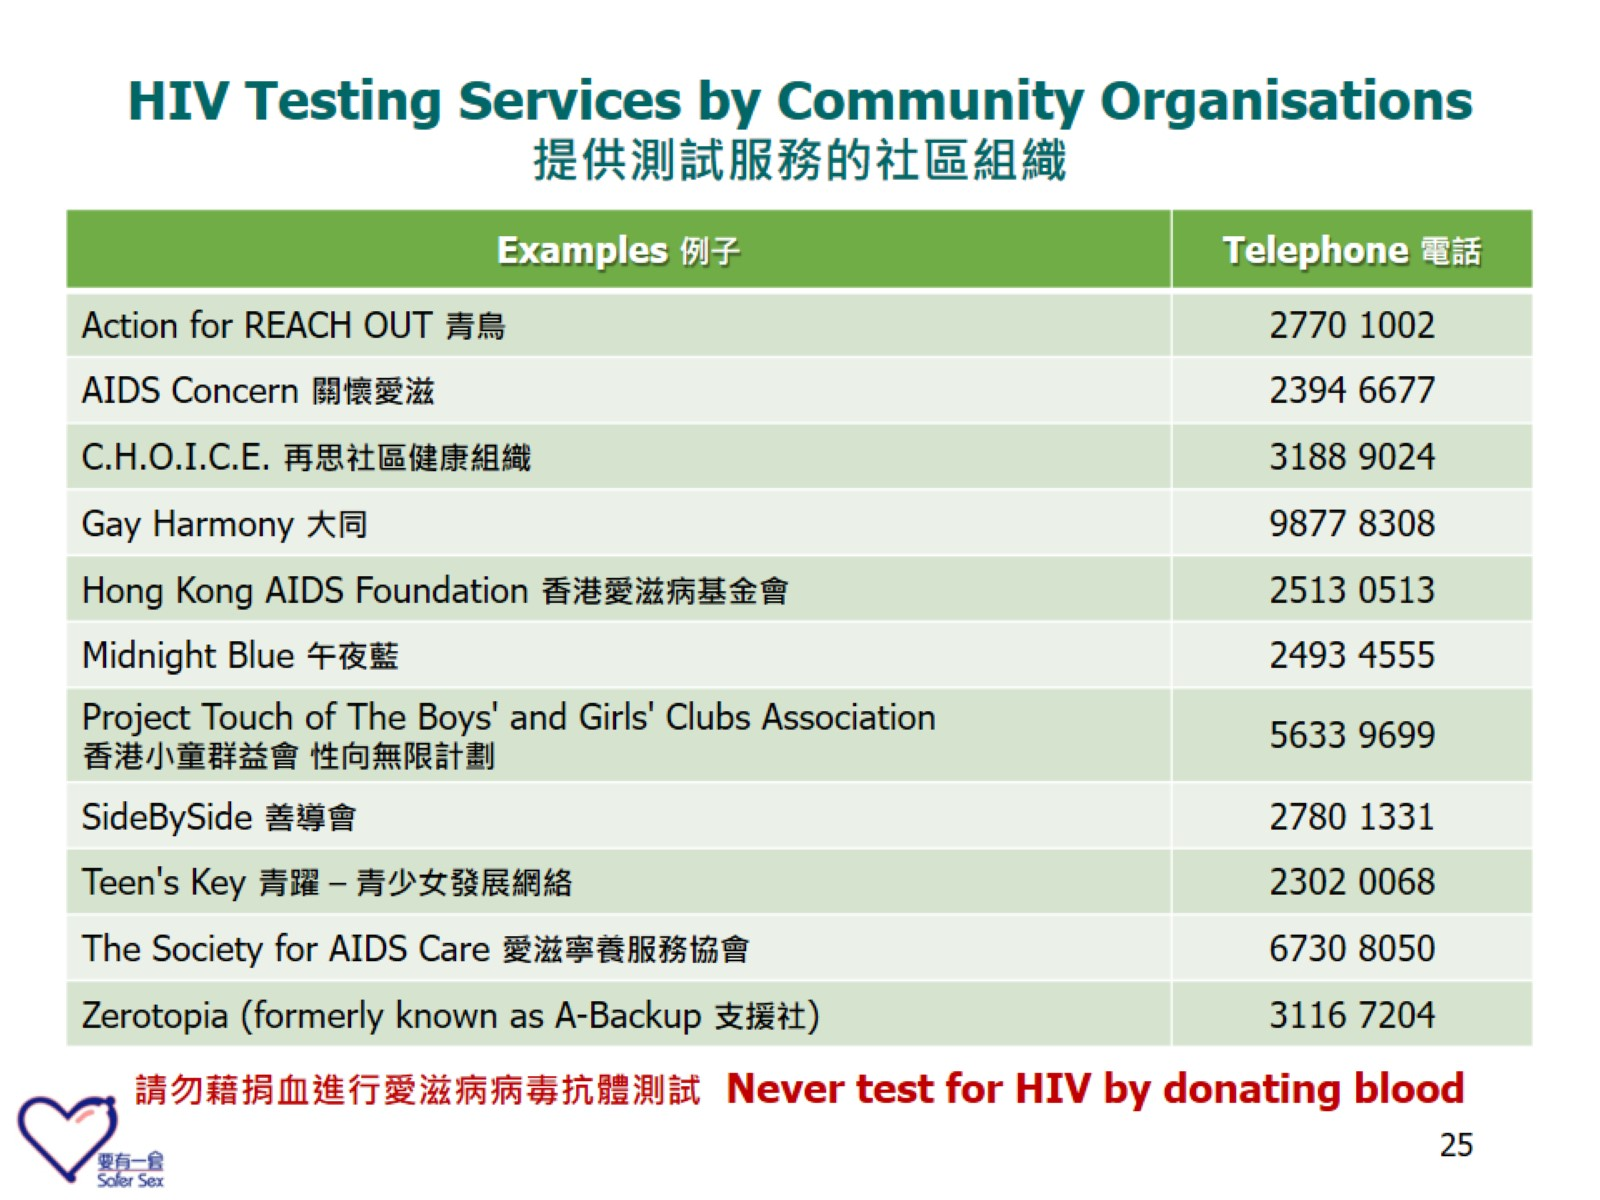 HIV Testing Services by Community Organisations
提供測試服務的社區組織
Examples 例子 Telephone 電話
Action for REACH OUT 青鳥 2770 1002
AIDS Concern 關懷愛滋 2394 6677
C.H.O.I.C.E. 再思社區健康組織 3188 9024
Gay Harmony 大同 9877 8308
Hong Kong AIDS Foundation 香港愛滋病基金會 2513 0513
Midnight Blue 午夜藍 2493 4555
Project Touch of The Boys' and Girls' Clubs Association
香港小童群益會 性向無限計劃 5633 9699
SideBySide 善導會 2780 1331
Teen's Key 青躍 – 青少女發展網絡 2302 0068
The Society for AIDS Care 愛滋寧養服務協會 6730 8050
Zerotopia (formerly known as A-Backup 支援社) 3116 7204
請勿藉捐血進行愛滋病病毒抗體測試 Never test for HIV by donating blood
要有一套
Safer Sex
25